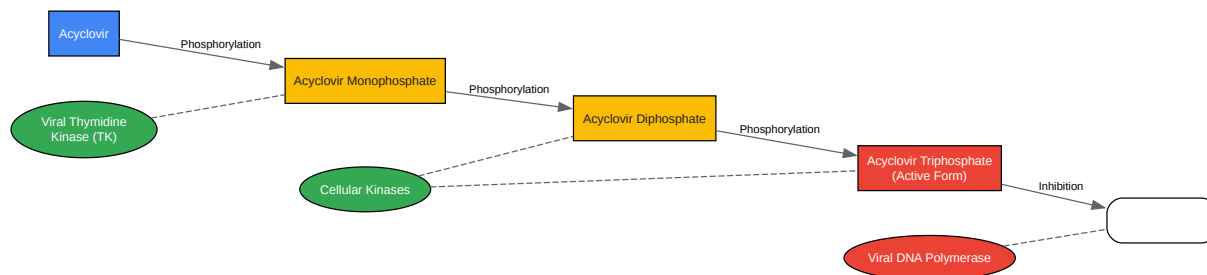 Acyclovir
Phosphorylation
Acyclovir Monophosphate
Phosphorylation
Viral Thymidine
Kinase (TK)
Acyclovir Diphosphate
Phosphorylation
Cellular Kinases
Acyclovir Triphosphate
(Active Form)
Inhibition
Viral DNA Polymerase